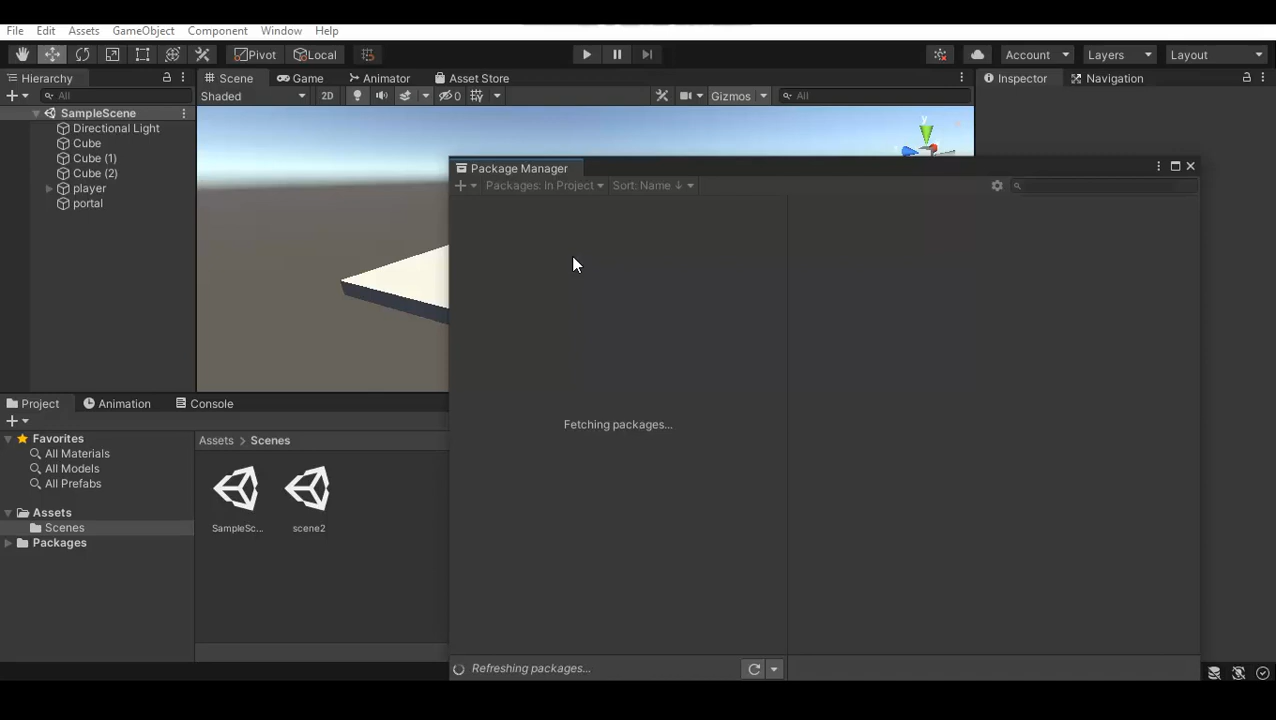 File Edit Assets GameObject Component Window Help
Pivot Local Account Layers Layout
Hierarchy Scene Game Animator Asset Store Inspector Navigation
All Shaded 2D 0 Gizmos All
SampleScene
Directional Light
Cube
Cube (1)
Cube (2)
player
portal
y
Package Manager
Packages: In Project Sort: Name ↓
Fetching packages...
Refreshing packages...
Project Animation Console
Favorites
All Materials
All Models
All Prefabs
Assets
Scenes
Packages
Assets > Scenes
SampleSc... scene2